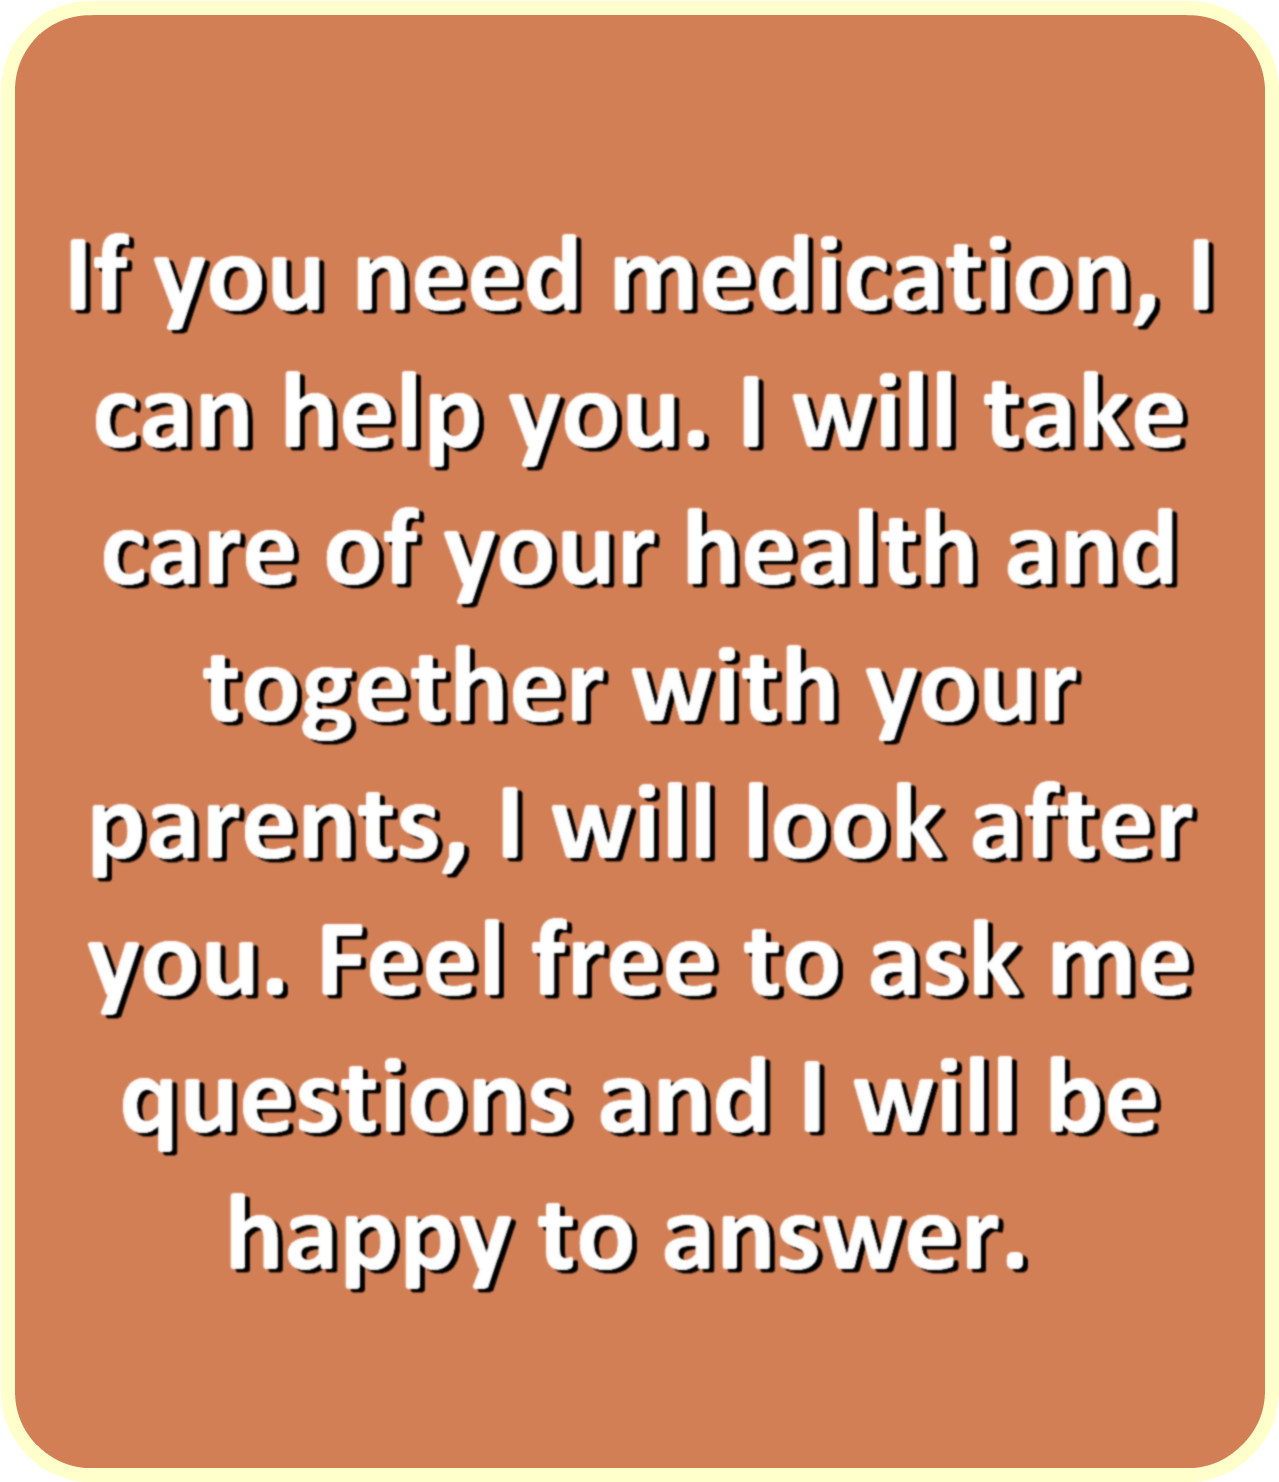 If you need medication, I
can help you. I will take
care of your health and
together with your
parents, I will look after
you. Feel free to ask me
questions and I will be
happy to answer.